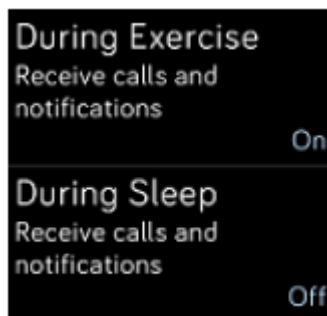 During Exercise
Receive calls and
notifications
On
During Sleep
Receive calls and
notifications
Off